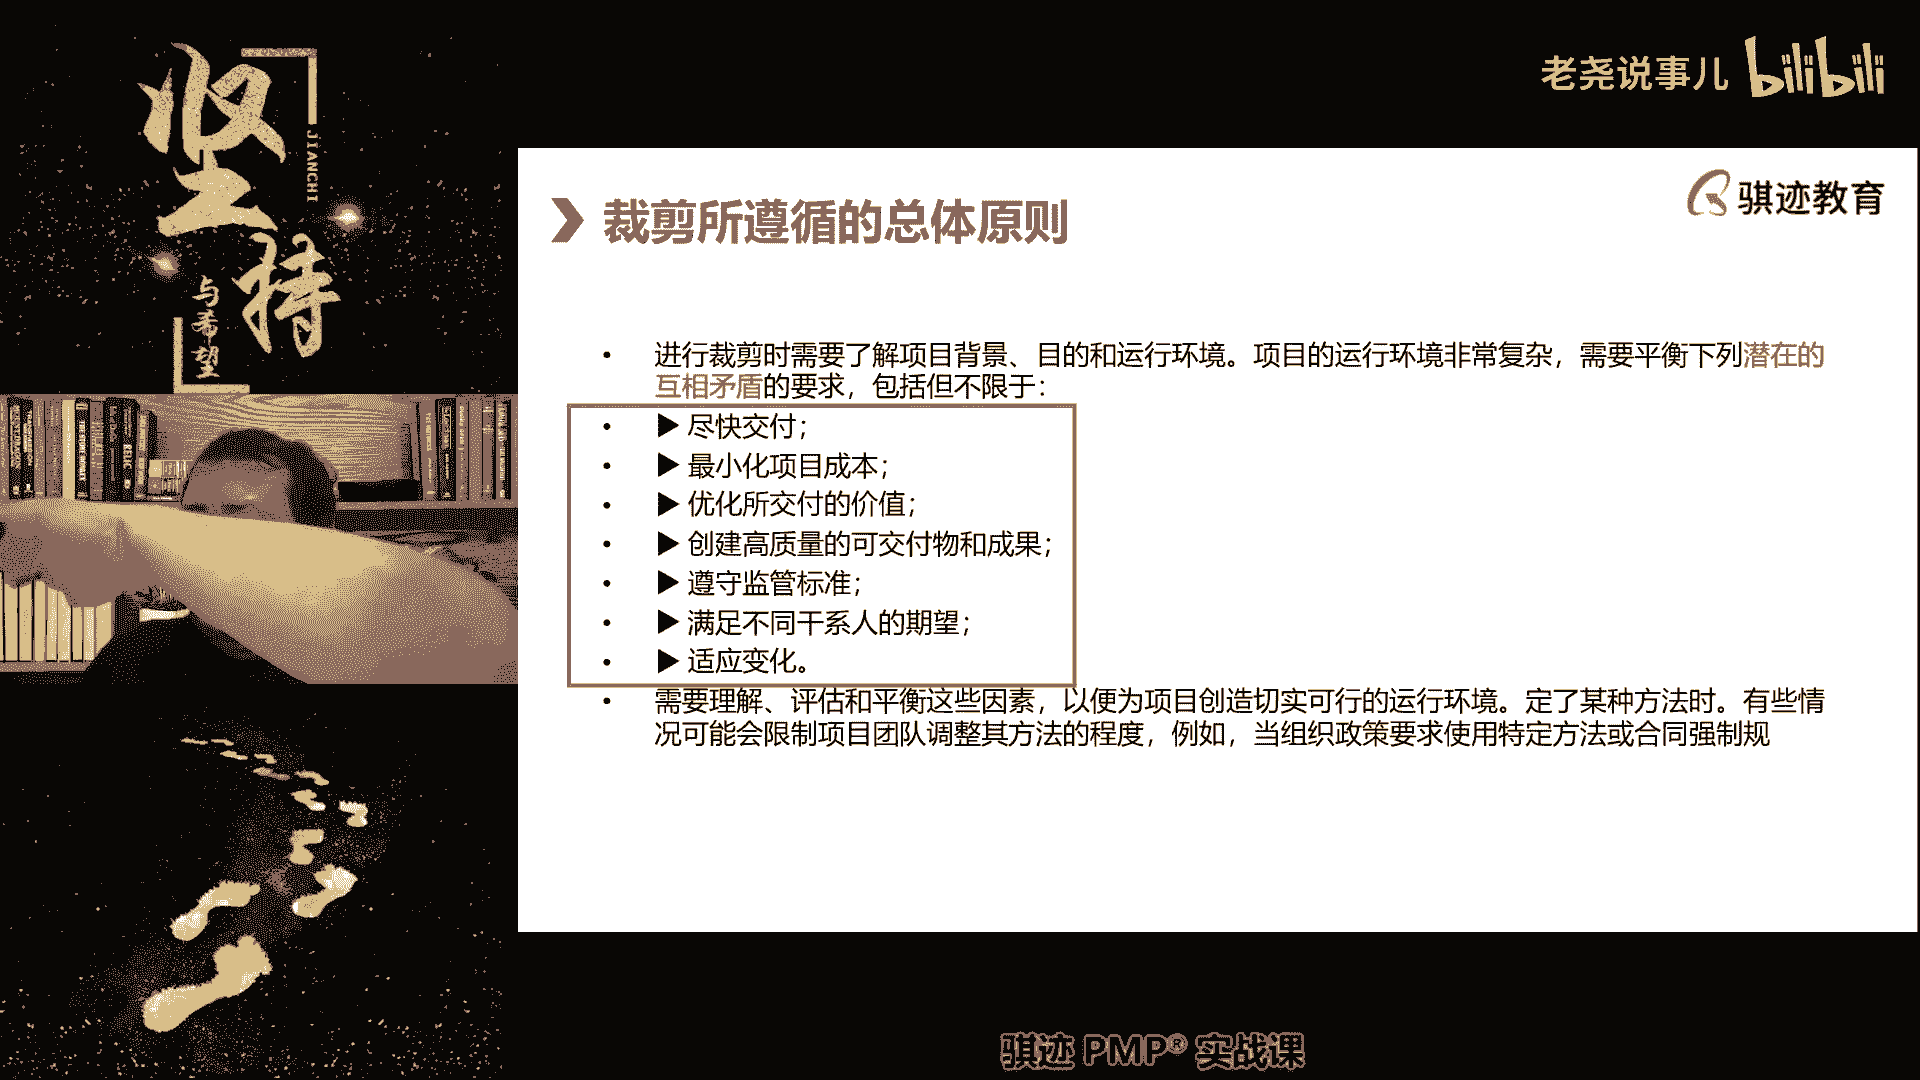 坚持
JIANCHI
与希望
老尧说事儿 bilibili
骐迹教育
裁剪所遵循的总体原则
• 进行裁剪时需要了解项目背景、目的和运行环境。项目的运行环境非常复杂，需要平衡下列潜在的
互相矛盾的要求，包括但不限于：
• ▶ 尽快交付；
• ▶ 最小化项目成本；
• ▶ 优化所交付的价值；
• ▶ 创建高质量的可交付物和成果；
• ▶ 遵守监管标准；
• ▶ 满足不同干系人的期望；
• ▶ 适应变化。
• 需要理解、评估和平衡这些因素，以便为项目创造切实可行的运行环境。定了某种方法时。有些情
况可能会限制项目团队调整其方法的程度，例如，当组织政策要求使用特定方法或合同强制规
骐迹 PMP® 实战课